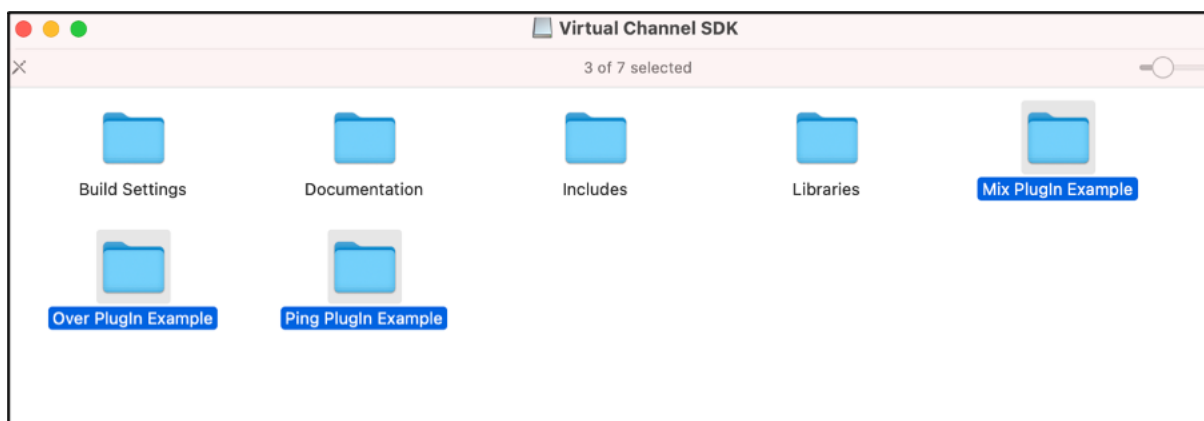 Virtual Channel SDK
3 of 7 selected
Build Settings Documentation Includes Libraries Mix PlugIn Example
Over PlugIn Example Ping PlugIn Example